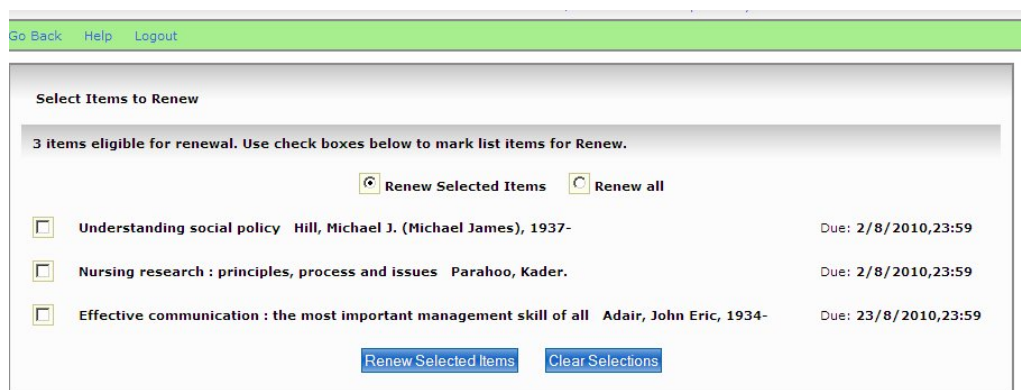 Go Back Help Logout
Select Items to Renew
3 items eligible for renewal. Use check boxes below to mark list items for Renew.
Renew Selected Items Renew all
Understanding social policy Hill, Michael J. (Michael James), 1937- Due: 2/8/2010,23:59
Nursing research : principles, process and issues Parahoo, Kader. Due: 2/8/2010,23:59
Effective communication : the most important management skill of all Adair, John Eric, 1934- Due: 23/8/2010,23:59
Renew Selected Items Clear Selections